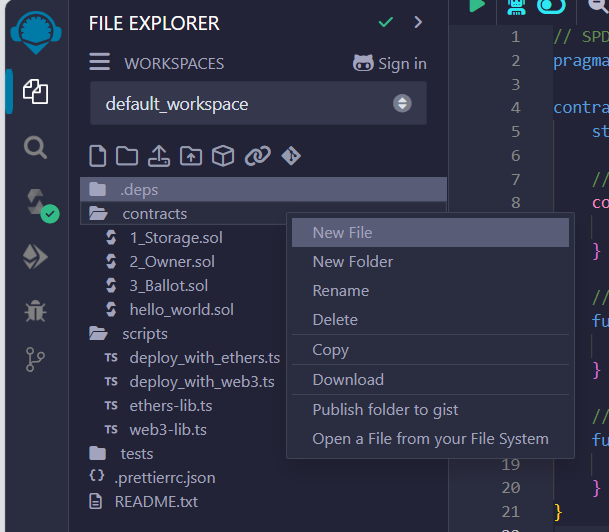 FILE EXPLORER
WORKSPACES
Sign in
default_workspace
.deps
contracts
1_Storage.sol
2_Owner.sol
3_Ballot.sol
hello_world.sol
scripts
TS deploy_with_ethers.ts
TS deploy_with_web3.ts
TS ethers-lib.ts
TS web3-lib.ts
tests
{} .prettierrc.json
README.txt
New File
New Folder
Rename
Delete
Copy
Download
Publish folder to gist
Open a File from your File System
1 // SPD
2 pragma
3
4 contra
5 st
6
7 //
8 co
}
//
fu
}
//
fu
19
20 }
21 }